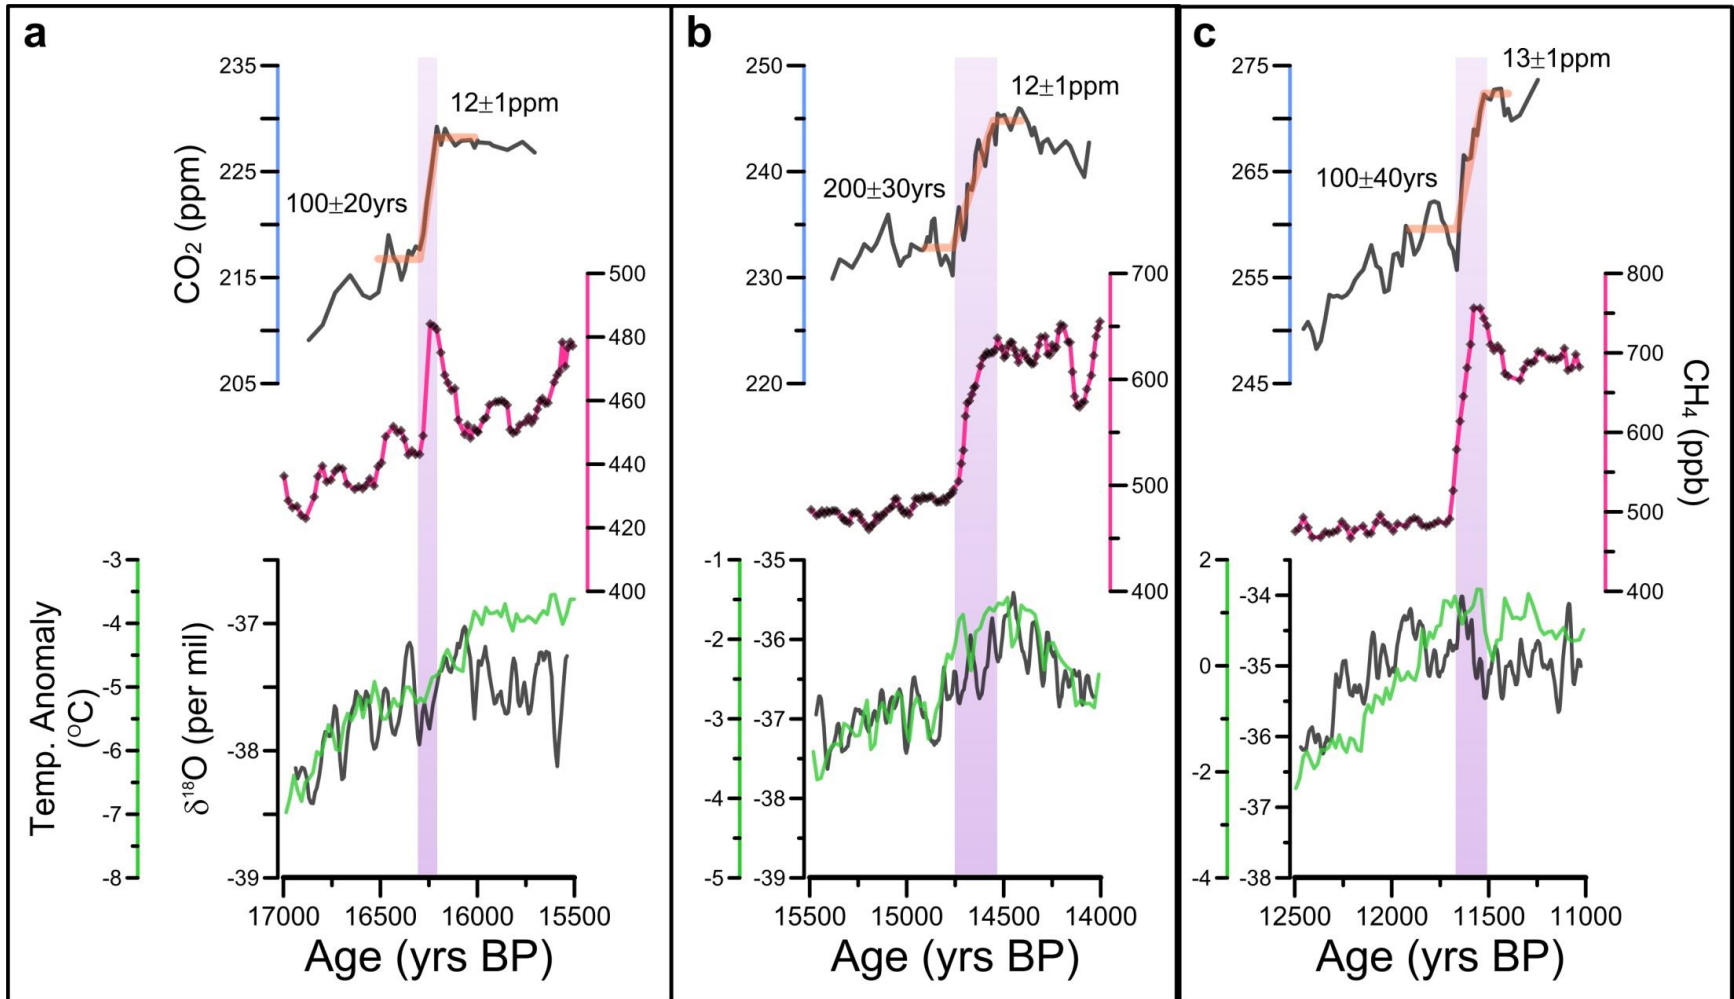 a
235
225
215
205
CO₂ (ppm)
12±1ppm
100±20yrs
500
480
460
440
420
400
-3
-4
-5
-6
-7
-8
Temp. Anomaly
(°C)
-37
-38
-39
δ¹⁸O (per mil)
17000 16500 16000 15500
Age (yrs BP)
b
250
240
230
220
12±1ppm
200±30yrs
700
600
500
400
-1
-2
-3
-4
-5
-35
-36
-37
-38
-39
15500 15000 14500 14000
Age (yrs BP)
c
275
265
255
245
13±1ppm
100±40yrs
800
700
600
500
400
CH₄ (ppb)
2
0
-2
-4
-34
-35
-36
-37
-38
12500 12000 11500 11000
Age (yrs BP)